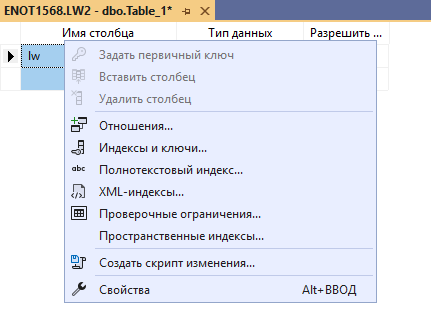 ENOT1568.LW2 - dbo.Table_1*
Имя столбца Тип данных Разрешить ...
lw
Задать первичный ключ
Вставить столбец
Удалить столбец
Отношения...
Индексы и ключи...
abc Полнотекстовый индекс...
XML-индексы...
Проверочные ограничения...
Пространственные индексы...
Создать скрипт изменения...
Свойства Alt+ВВОД